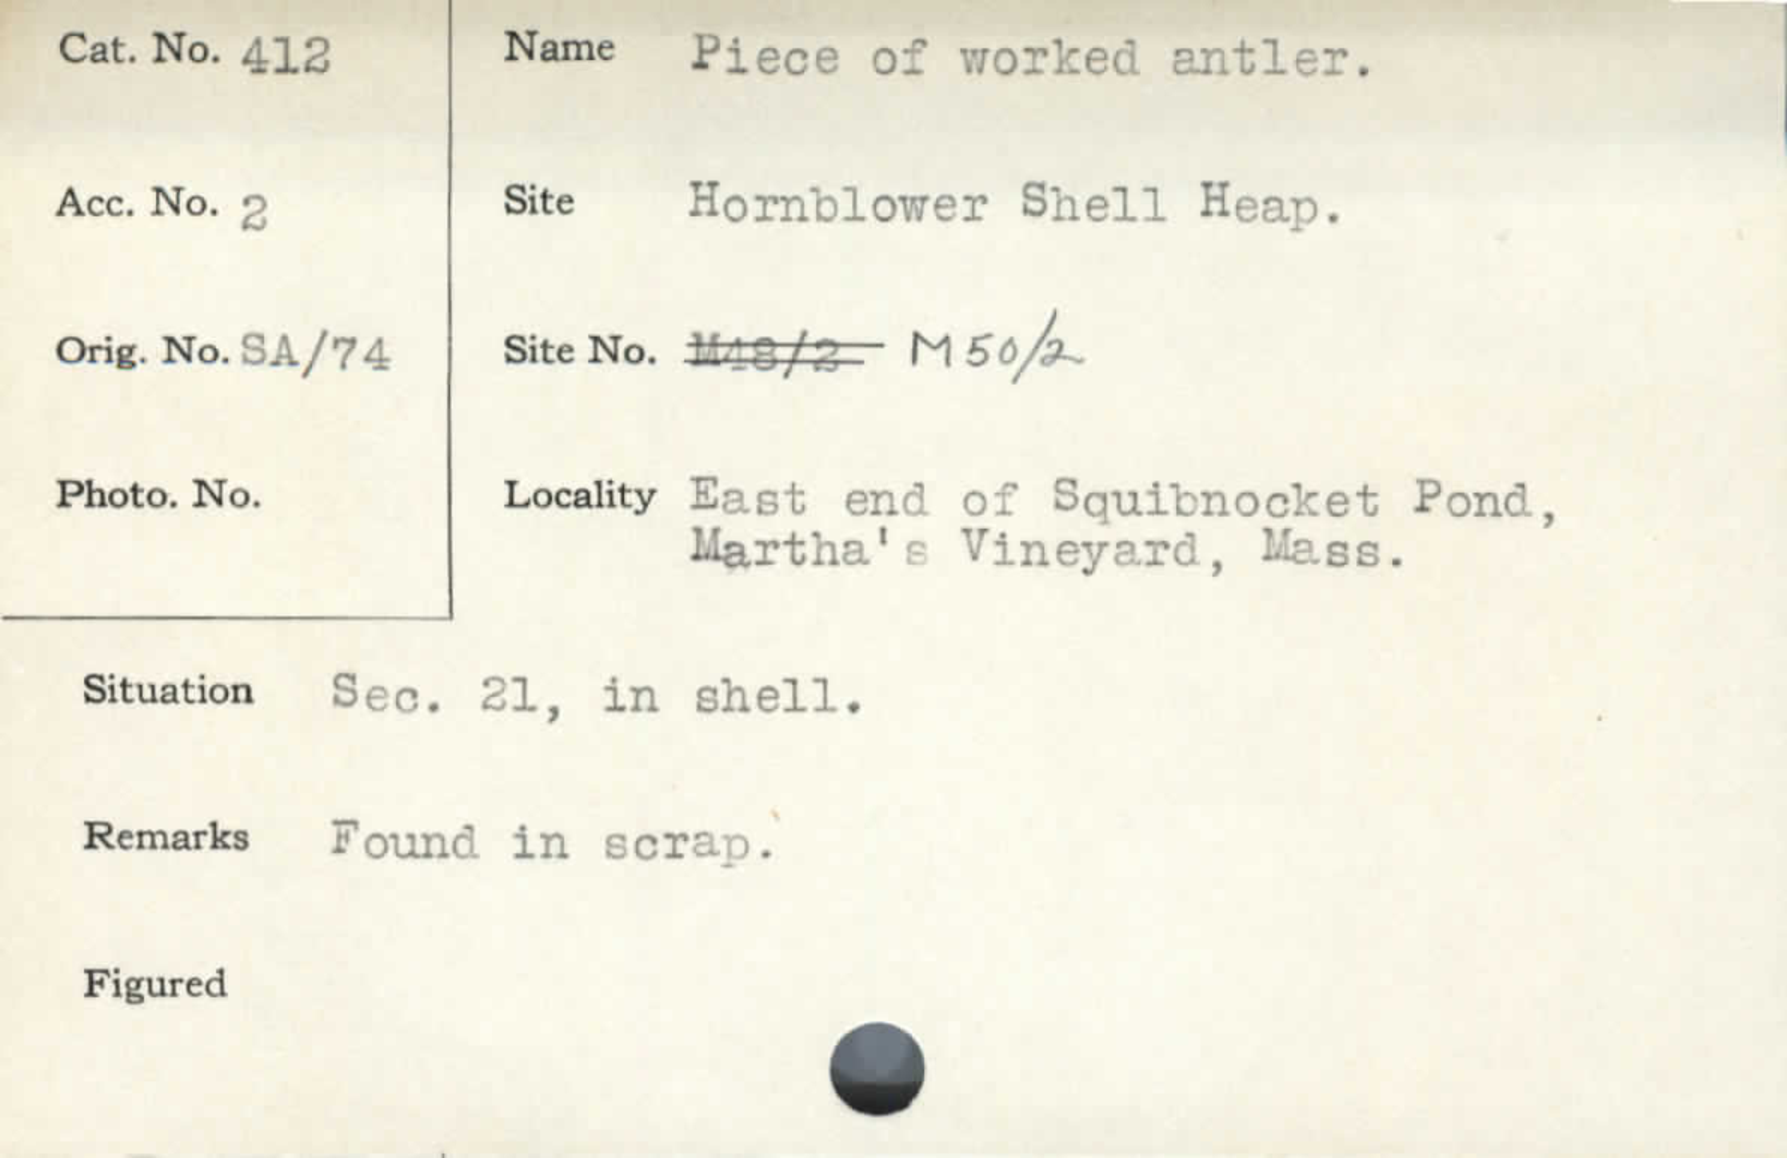 Cat. No. 412
Name Piece of worked antler.
Acc. No. 2
Site Hornblower Shell Heap.
Orig. No. SA/74
Site No. M48/2 M50/2
Photo. No.
Locality East end of Squibnocket Pond,
Martha's Vineyard, Mass.
Situation Sec. 21, in shell.
Remarks Found in scrap.
Figured